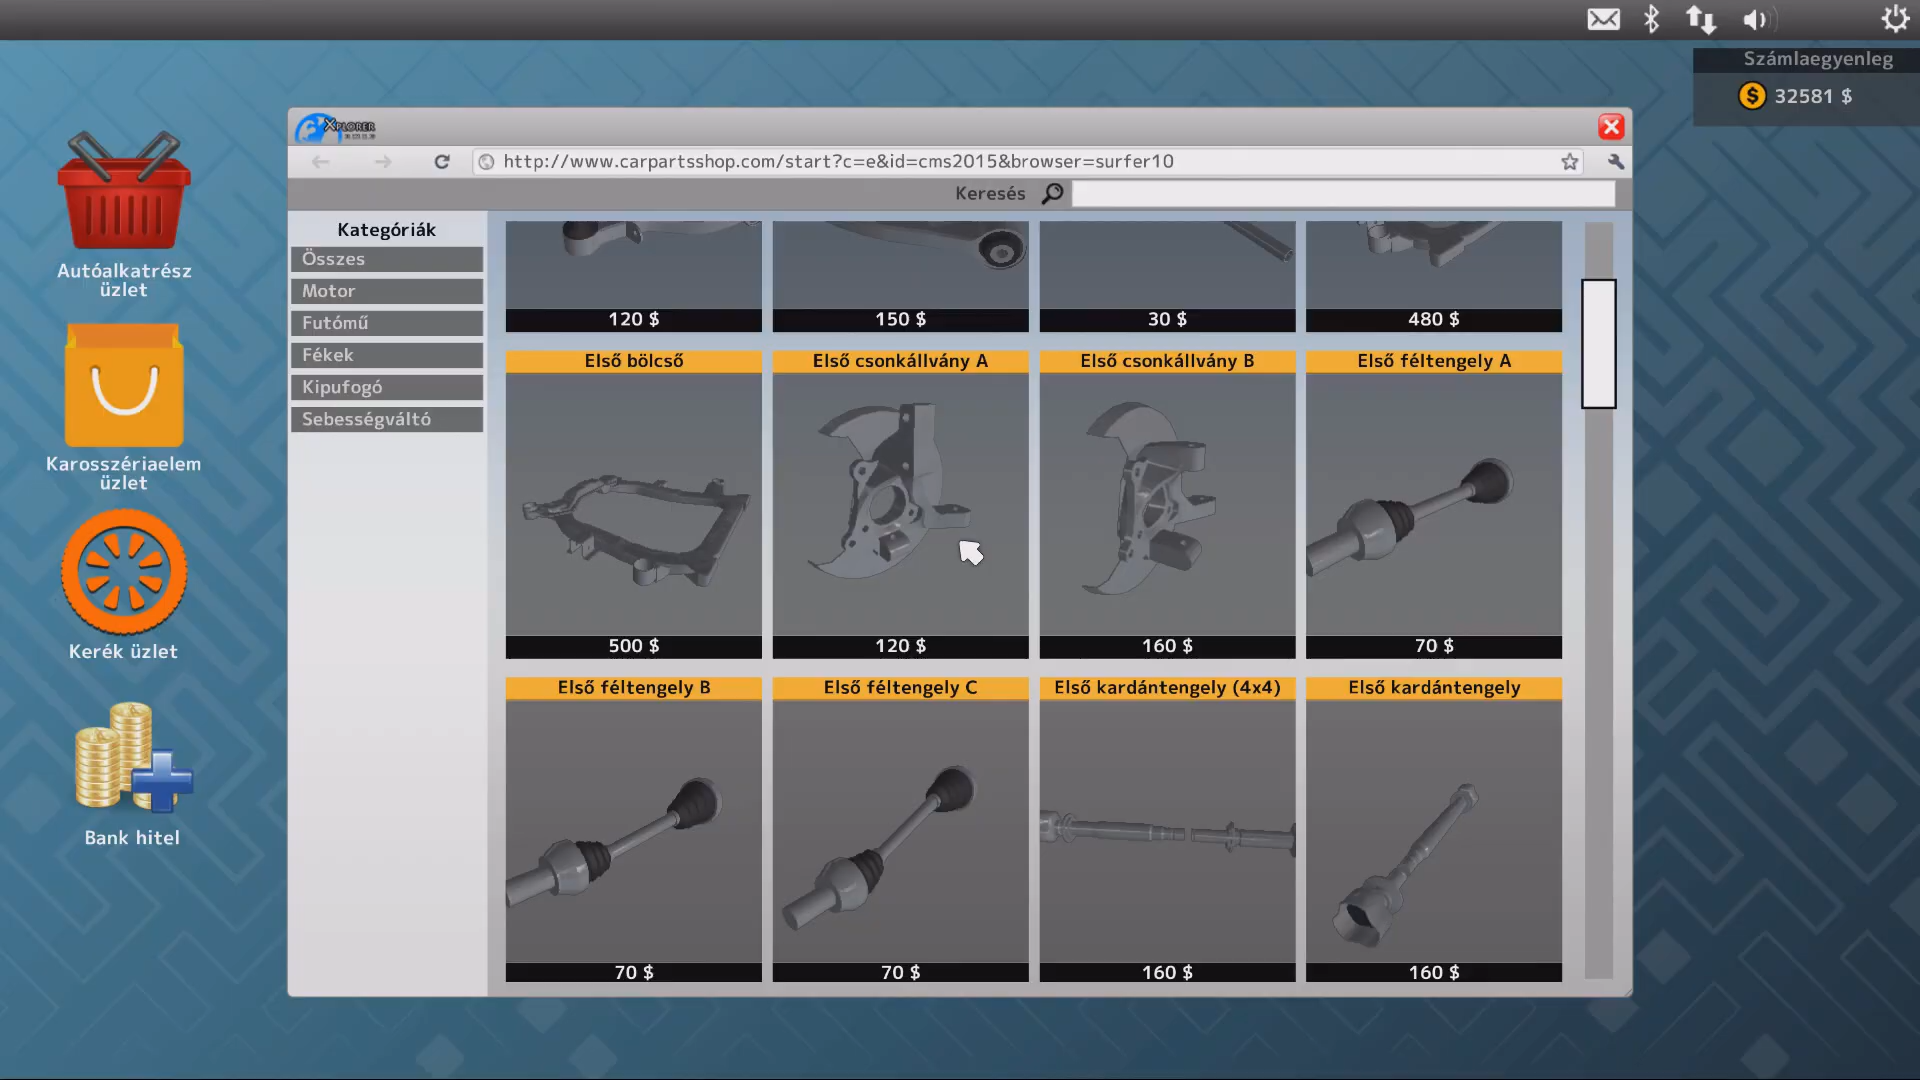 Számlaegyenleg
32581 $
XPLORER
http://www.carpartsshop.com/start?c=e&id=cms2015&browser=surfer10
Keresés
Autóalkatrész
üzlet
Karosszériaelem
üzlet
Kerék üzlet
Bank hitel
Kategóriák
Összes
Motor
Futómű
Fékek
Kipufogó
Sebességváltó
120 $
150 $
30 $
480 $
Első bölcső
Első csonkállvány A
Első csonkállvány B
Első féltengely A
500 $
120 $
160 $
70 $
Első féltengely B
Első féltengely C
Első kardántengely (4x4)
Első kardántengely
70 $
70 $
160 $
160 $